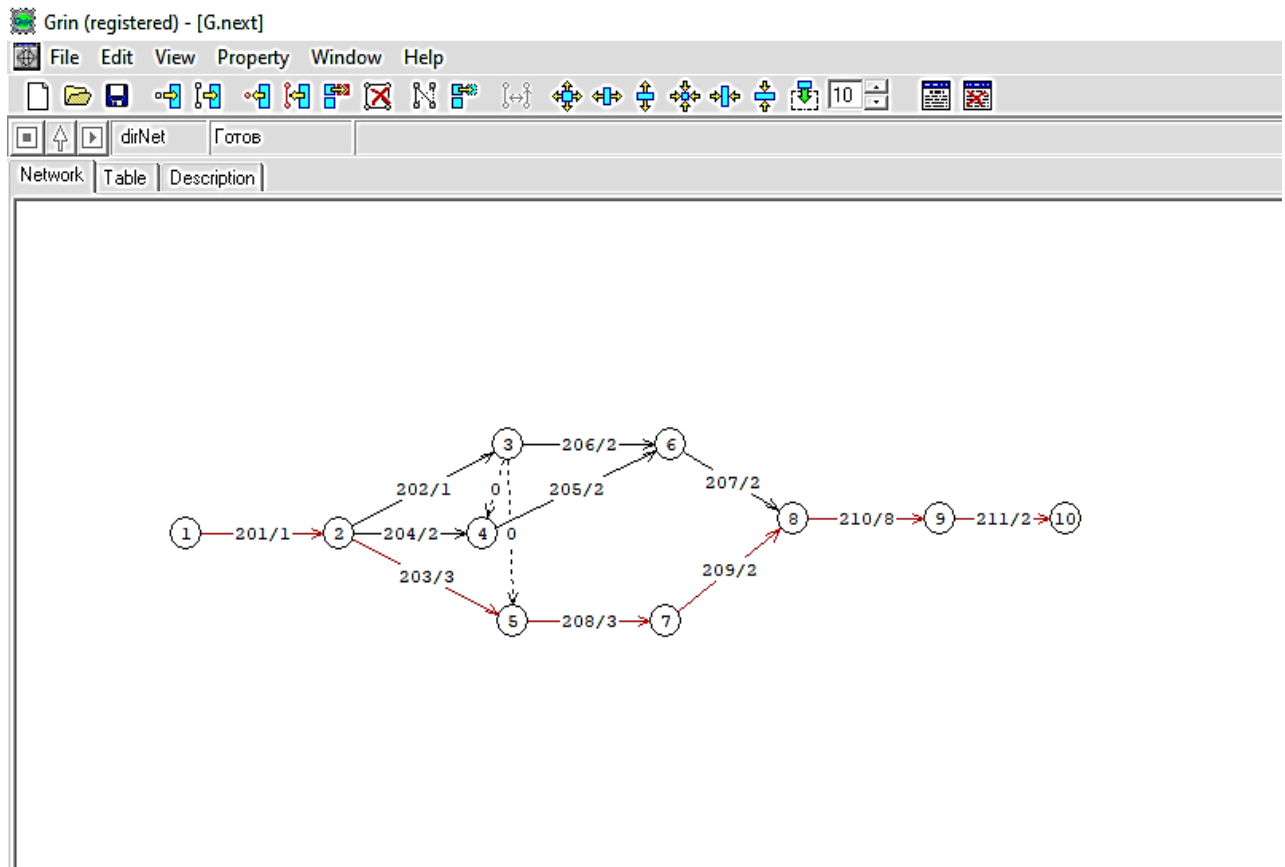 Grin (registered) - [G.next]
File Edit View Property Window Help
10
dirNet Готов
Network Table Description
3 206/2 6
202/1 0 205/2 207/2
1 201/1 2 204/2 4 0 8 210/8 9 211/2 10
203/3 209/2
5 208/3 7